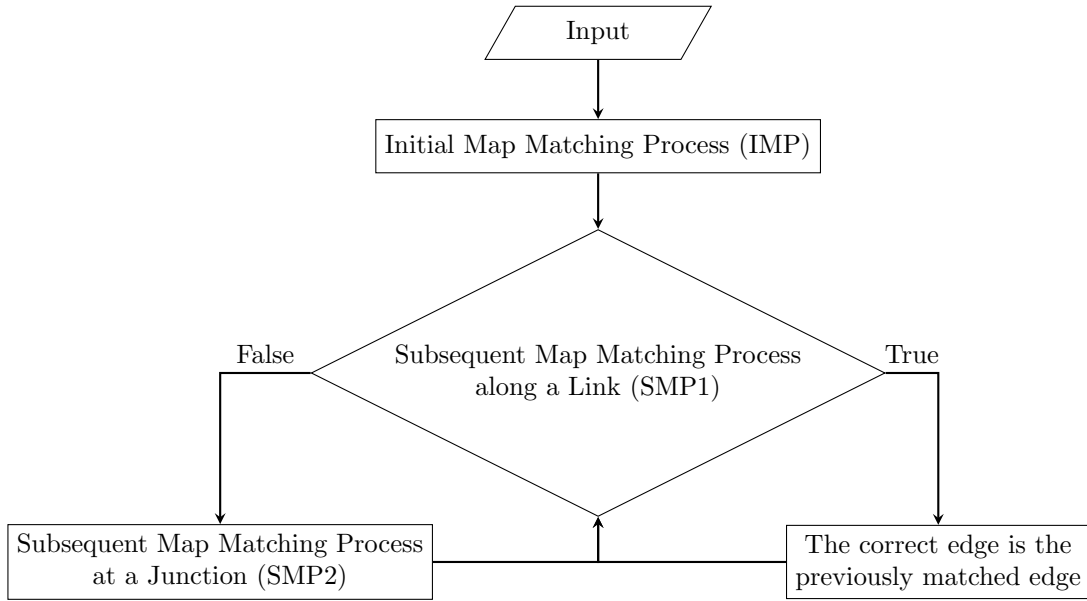 Input
Initial Map Matching Process (IMP)
False
Subsequent Map Matching Process
along a Link (SMP1)
True
Subsequent Map Matching Process
at a Junction (SMP2)
The correct edge is the
previously matched edge